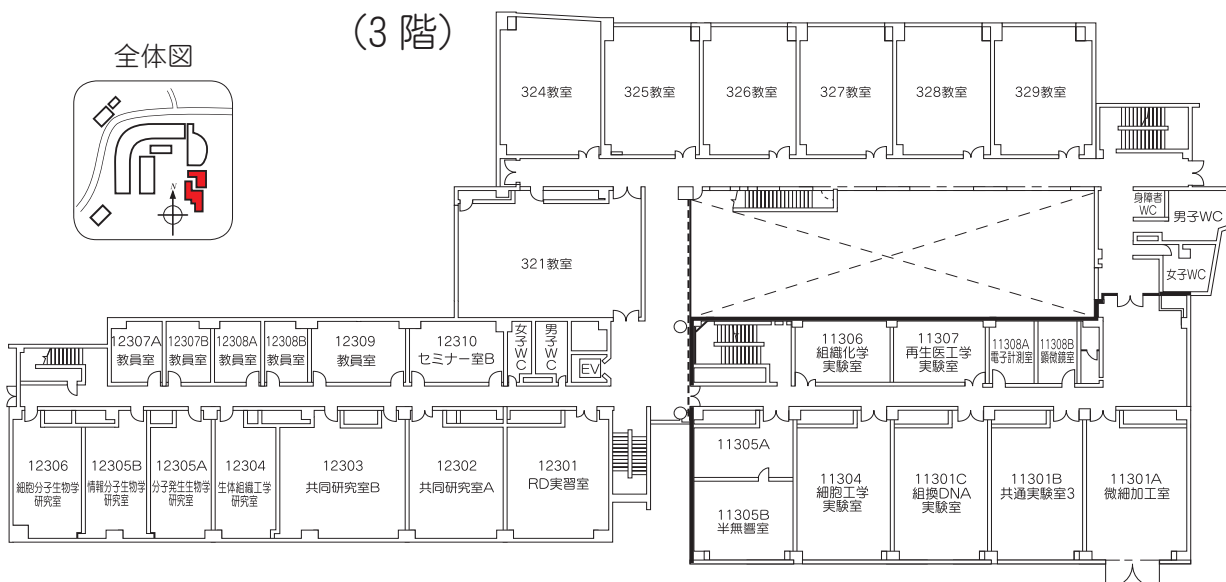 (3 階)
全体図
N
324教室
325教室
326教室
327教室
328教室
329教室
身障者
WC
男子WC
女子WC
321教室
12307A
教員室
12307B
教員室
12308A
教員室
12308B
教員室
12309
教員室
12310
セミナー室B
女子WC
男子WC
EV
11306
組織化学
実験室
11307
再生医工学
実験室
11308A
電子計測室
11308B
顕微鏡室
12306
細胞分子生物学
研究室
12305B
情報分子生物学
研究室
12305A
分子発生生物学
研究室
12304
生体組織工学
研究室
12303
共同研究室B
12302
共同研究室A
12301
RD実習室
11305A
11305B
半無響室
11304
細胞工学
実験室
11301C
組換DNA
実験室
11301B
共通実験室3
11301A
微細加工室